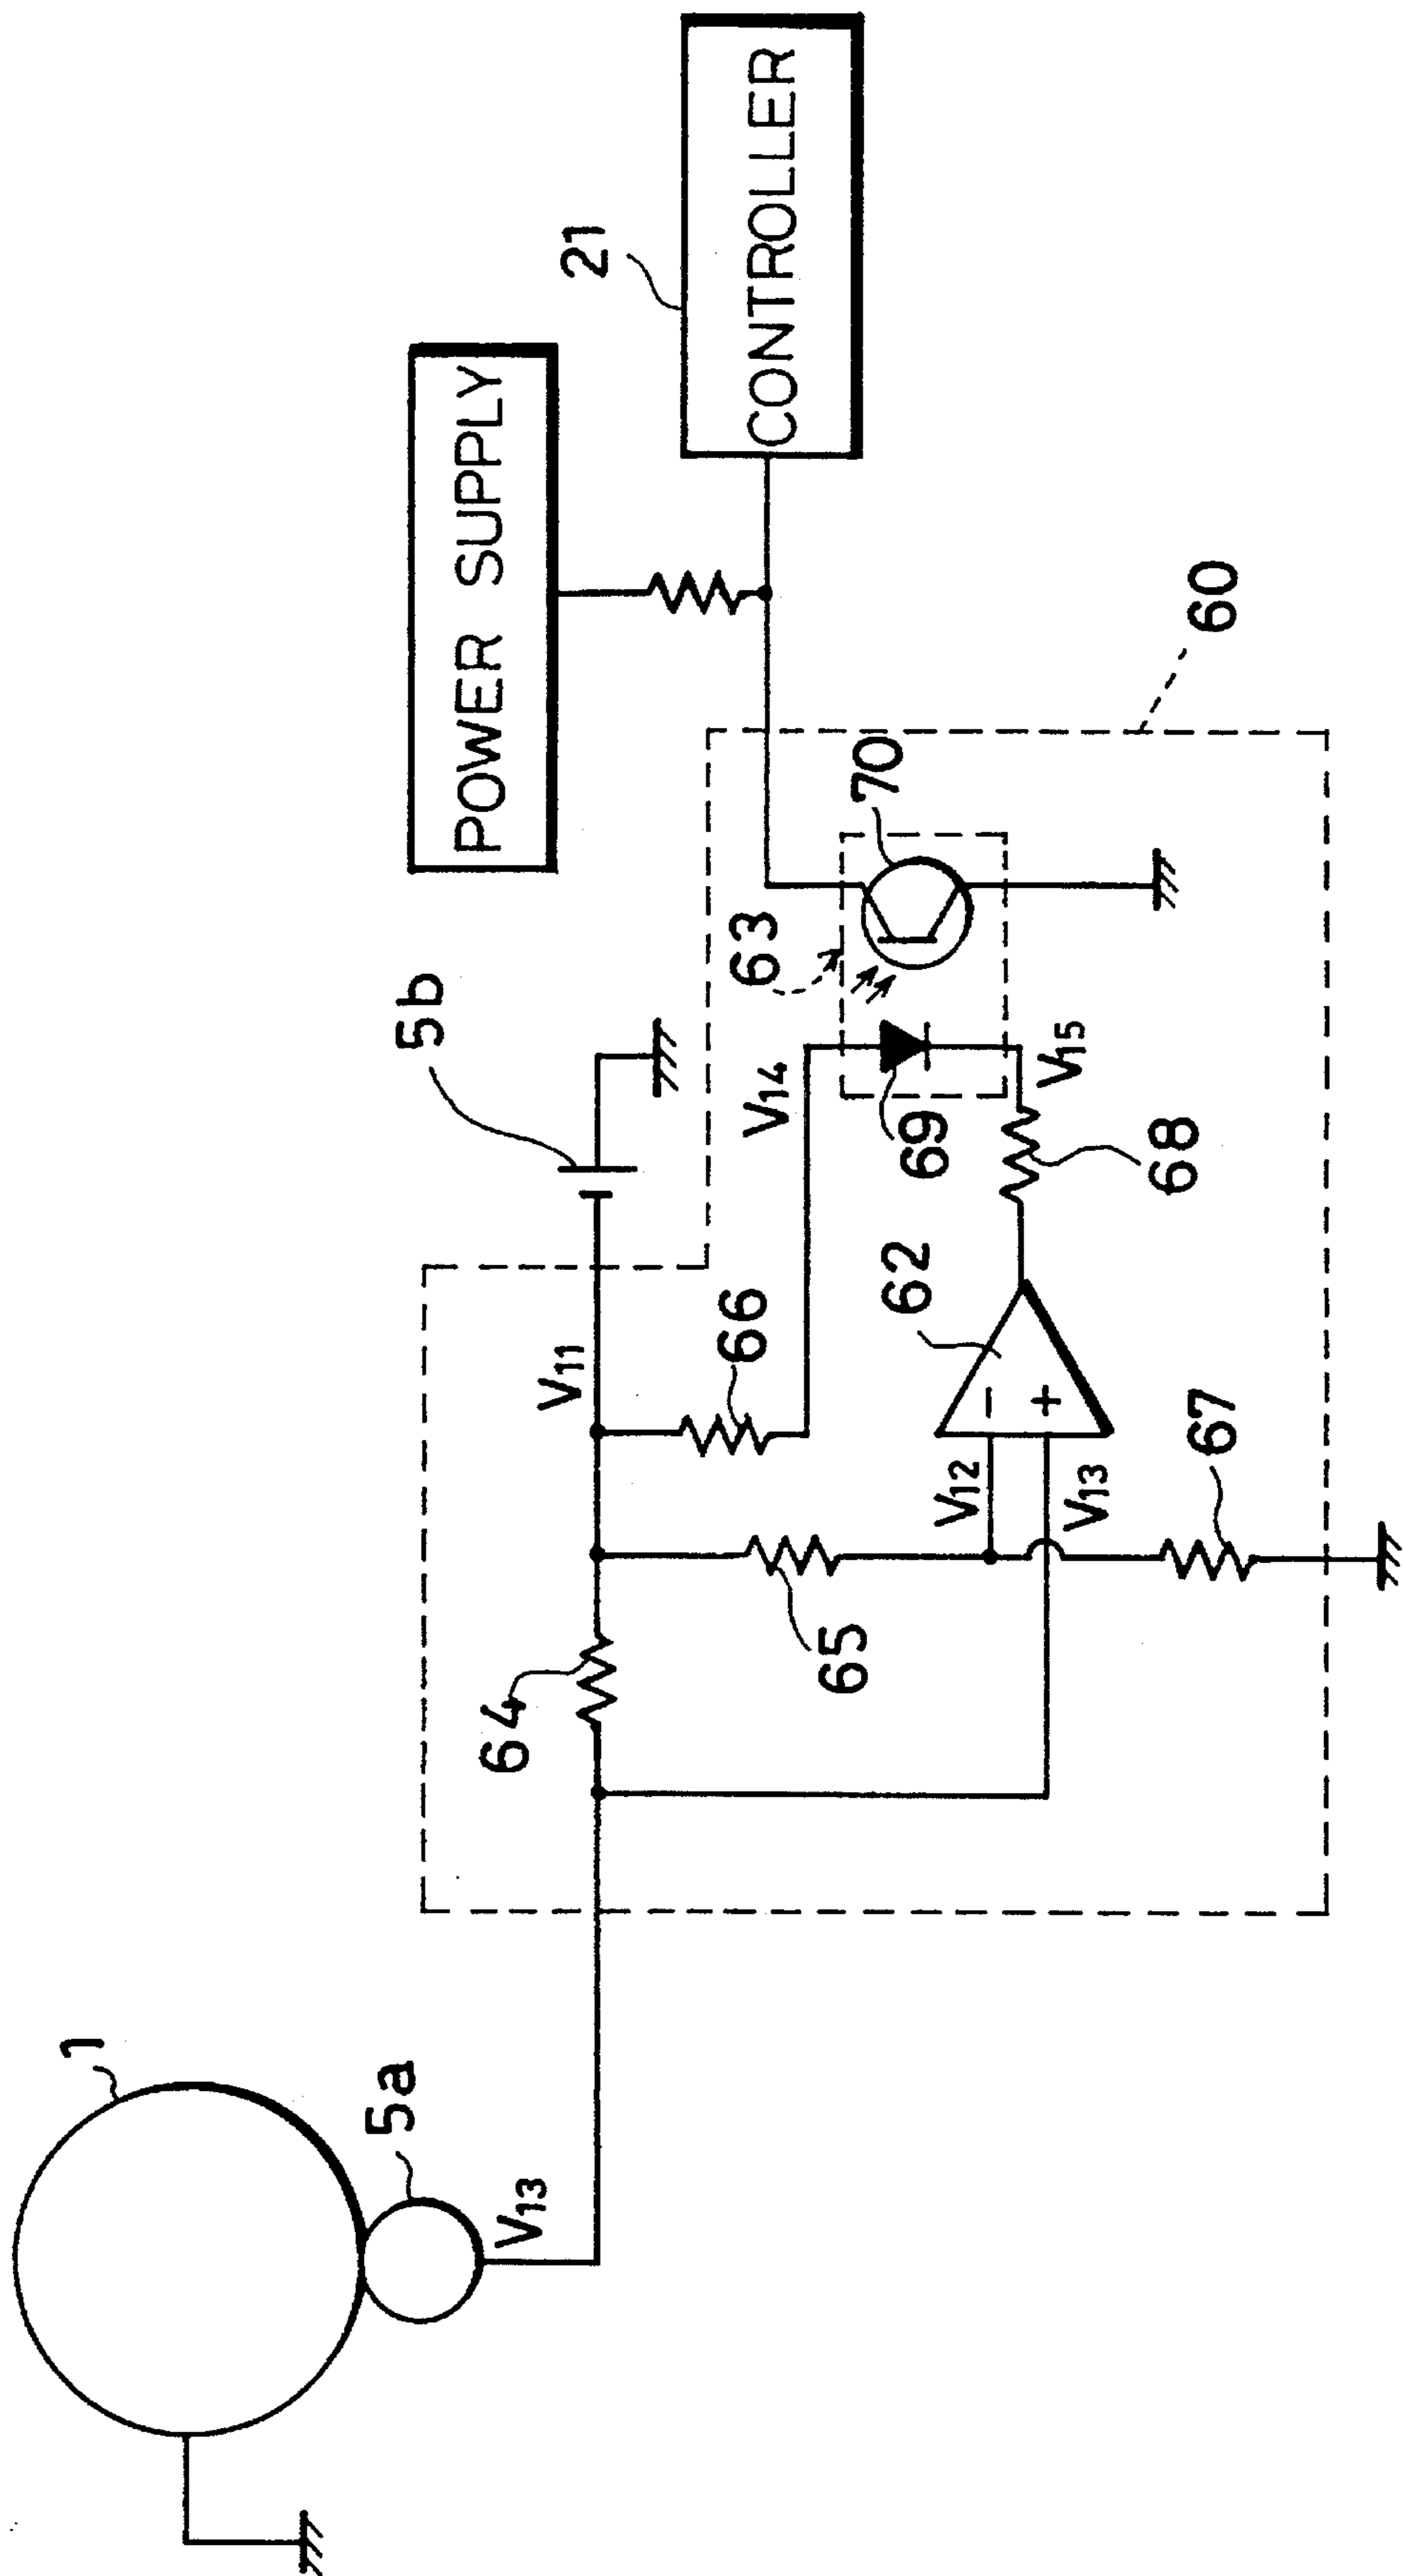 1
5a
V13
64
V11
5b
POWER SUPPLY
21
CONTROLLER
65
66
V14
63
70
69
V12
V13
62
V15
68
67
60